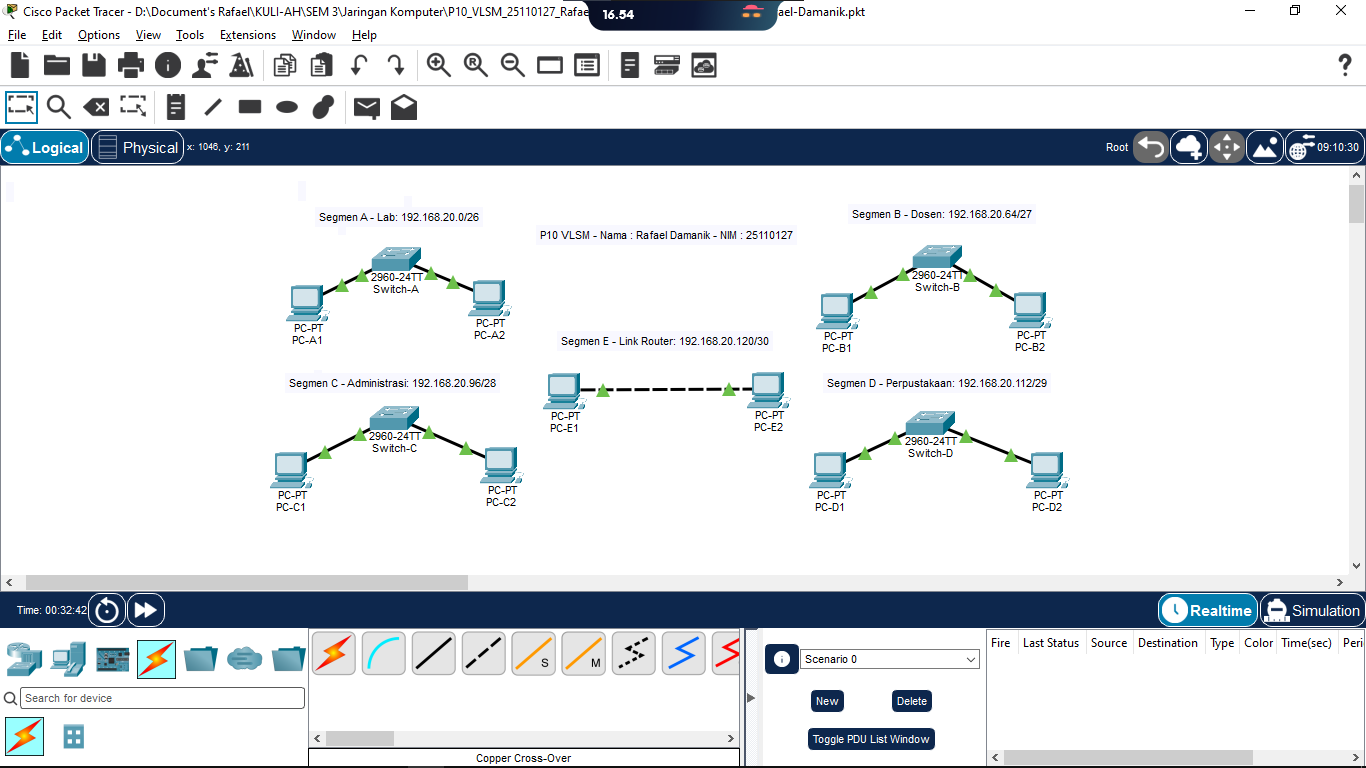 Cisco Packet Tracer - D:\Document's Rafael\KULI-AH\SEM 3\Jaringan Komputer\P10_VLSM_25110127_Rafae
16.54
ael-Damanik.pkt
File Edit Options View Tools Extensions Window Help
Logical
Physical
x: 1046, y: 211
Root
09:10:30
Segmen A - Lab: 192.168.20.0/26
Segmen B - Dosen: 192.168.20.64/27
P10 VLSM - Nama : Rafael Damanik - NIM : 25110127
2960-24TT
Switch-A
PC-PT
PC-A1
PC-PT
PC-A2
2960-24TT
Switch-B
PC-PT
PC-B1
PC-PT
PC-B2
Segmen E - Link Router: 192.168.20.120/30
PC-PT
PC-E1
PC-PT
PC-E2
Segmen C - Administrasi: 192.168.20.96/28
2960-24TT
Switch-C
PC-PT
PC-C1
PC-PT
PC-C2
Segmen D - Perpustakaan: 192.168.20.112/29
2960-24TT
Switch-D
PC-PT
PC-D1
PC-PT
PC-D2
Time: 00:32:42
Realtime
Simulation
S
M
Search for device
Copper Cross-Over
Scenario 0
New
Delete
Toggle PDU List Window
Fire Last Status Source Destination Type Color Time(sec) Peri